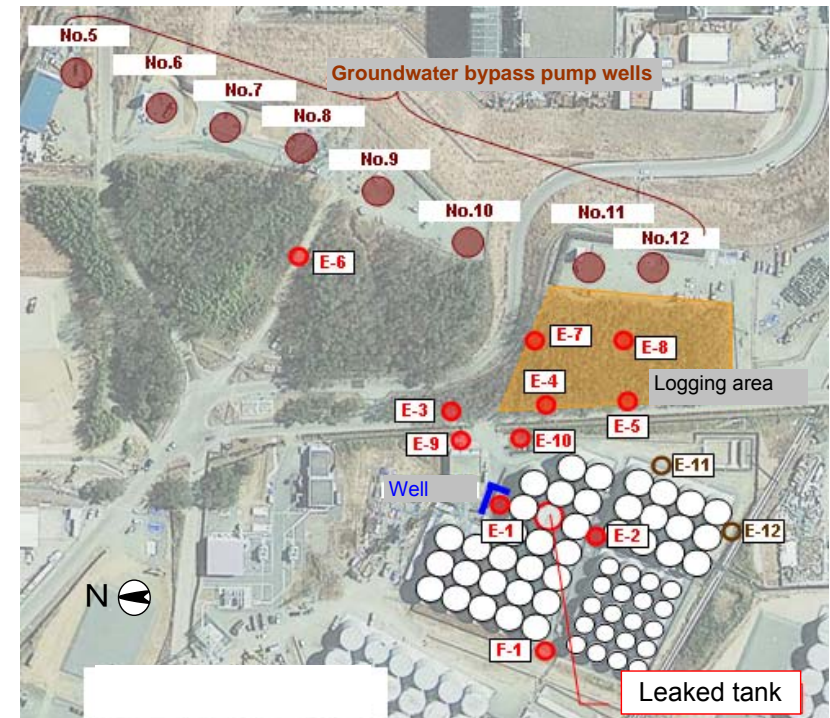 No.5
No.6
No.7
Groundwater bypass pump wells
No.8
No.9
No.10
No.11
No.12
E-6
E-7
E-8
Logging area
E-4
E-3
E-5
E-9
E-10
E-11
Well
E-1
E-2
E-12
N
F-1
Leaked tank